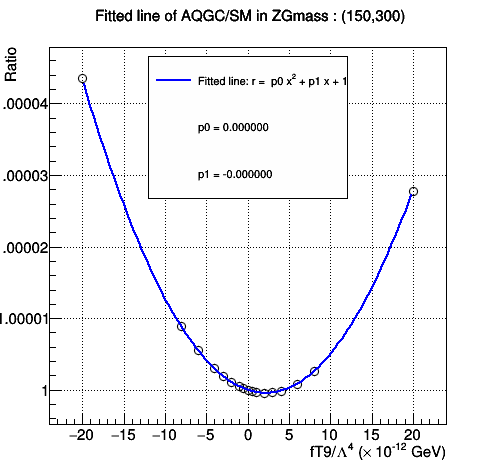 Fitted line of AQGC/SM in ZGmass : (150,300)
Ratio
Fitted line: r = p0 x² + p1 x + 1
p0 = 0.000000
p1 = -0.000000
.00004
.00003
.00002
1.00001
1
−20 −15 −10 −5 0 5 10 15 20
fT9/Λ⁴ (× 10⁻¹² GeV)